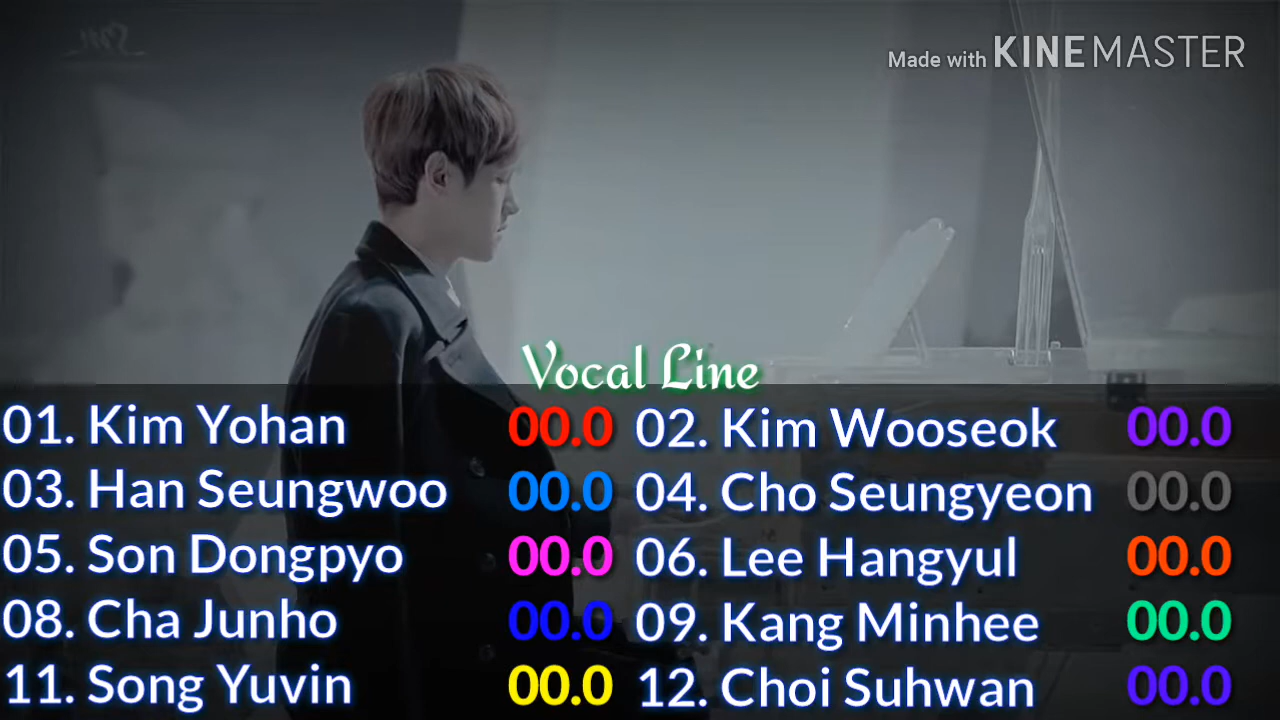 Made with KINEMASTER
Vocal Line
01. Kim Yohan 00.0 02. Kim Wooseok 00.0
03. Han Seungwoo 00.0 04. Cho Seungyeon 00.0
05. Son Dongpyo 00.0 06. Lee Hangyul 00.0
08. Cha Junho 00.0 09. Kang Minhee 00.0
11. Song Yuvin 00.0 12. Choi Suhwan 00.0